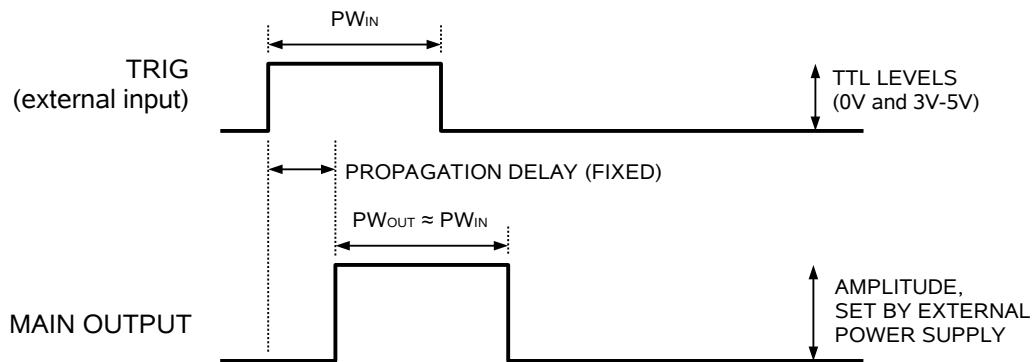 PWIN
TRIG
(external input)
TTL LEVELS
(0V and 3V-5V)
PROPAGATION DELAY (FIXED)
PWOUT ≈ PWIN
MAIN OUTPUT
AMPLITUDE,
SET BY EXTERNAL
POWER SUPPLY